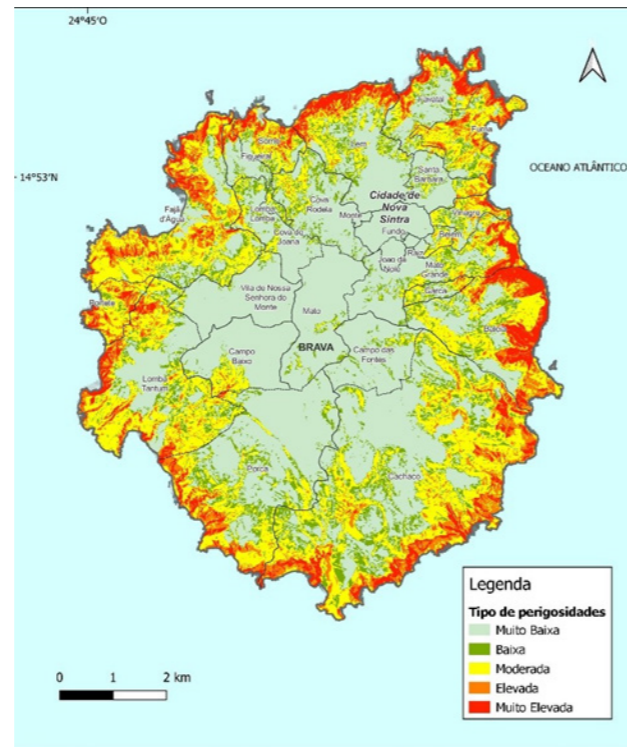 24°45'O
14°53'N
OCEANO ATLÂNTICO
Santa
Bárbara
Figueiral
Cova
Rodela
Cidade de
Nova
Sintra
Fajã
d'Água
Lomba
Cova de
Joana
Monte
Fundo
João de
Nole
Mato
Grande
Vila de Nossa
Senhora do
Monte
Mato
BRAVA
Campo
Baixo
Campo das
Fontes
Lomba
Tantum
Cachaço
Legenda
Tipo de perigosidades
Muito Baixa
Baixa
Moderada
Elevada
Muito Elevada
0 1 2 km